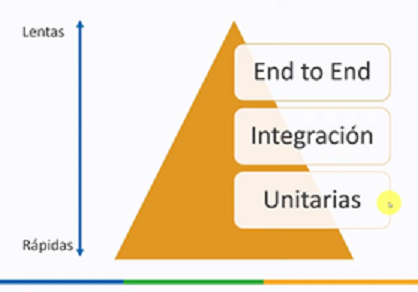 Lentas
End to End
Integración
Unitarias
Rápidas